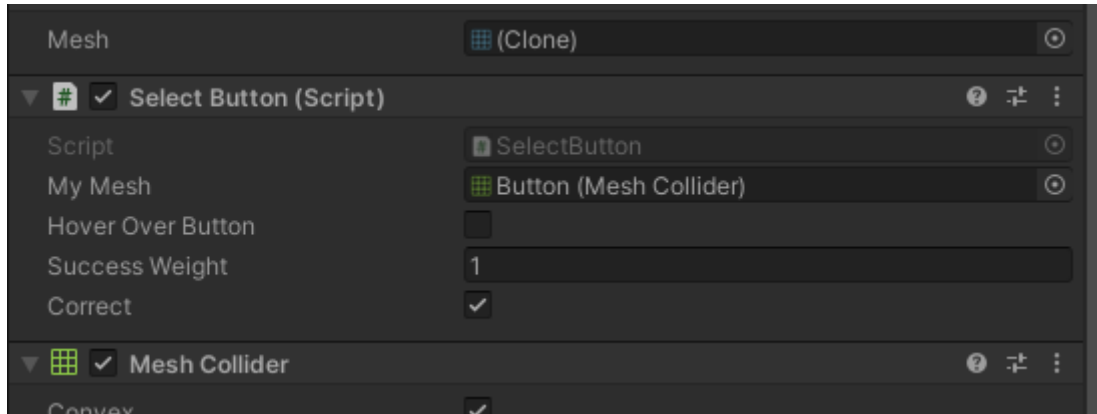 Mesh (Clone)
# Select Button (Script) ?
Script # SelectButton
My Mesh Button (Mesh Collider)
Hover Over Button
Success Weight 1
Correct
Mesh Collider ?
Convex